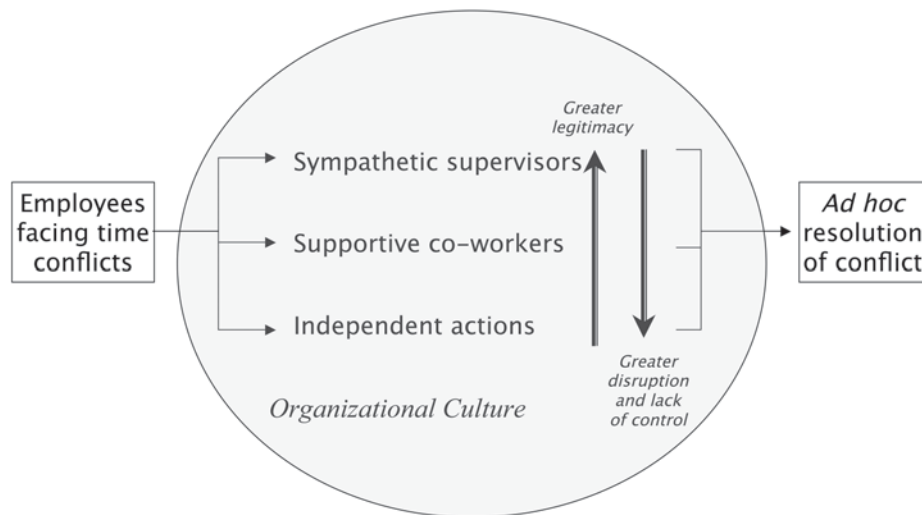 Greater
legitimacy
Sympathetic supervisors
Employees
facing time
conflicts
Supportive co-workers
Ad hoc
resolution
of conflict
Independent actions
Greater
disruption
and lack
of control
Organizational Culture